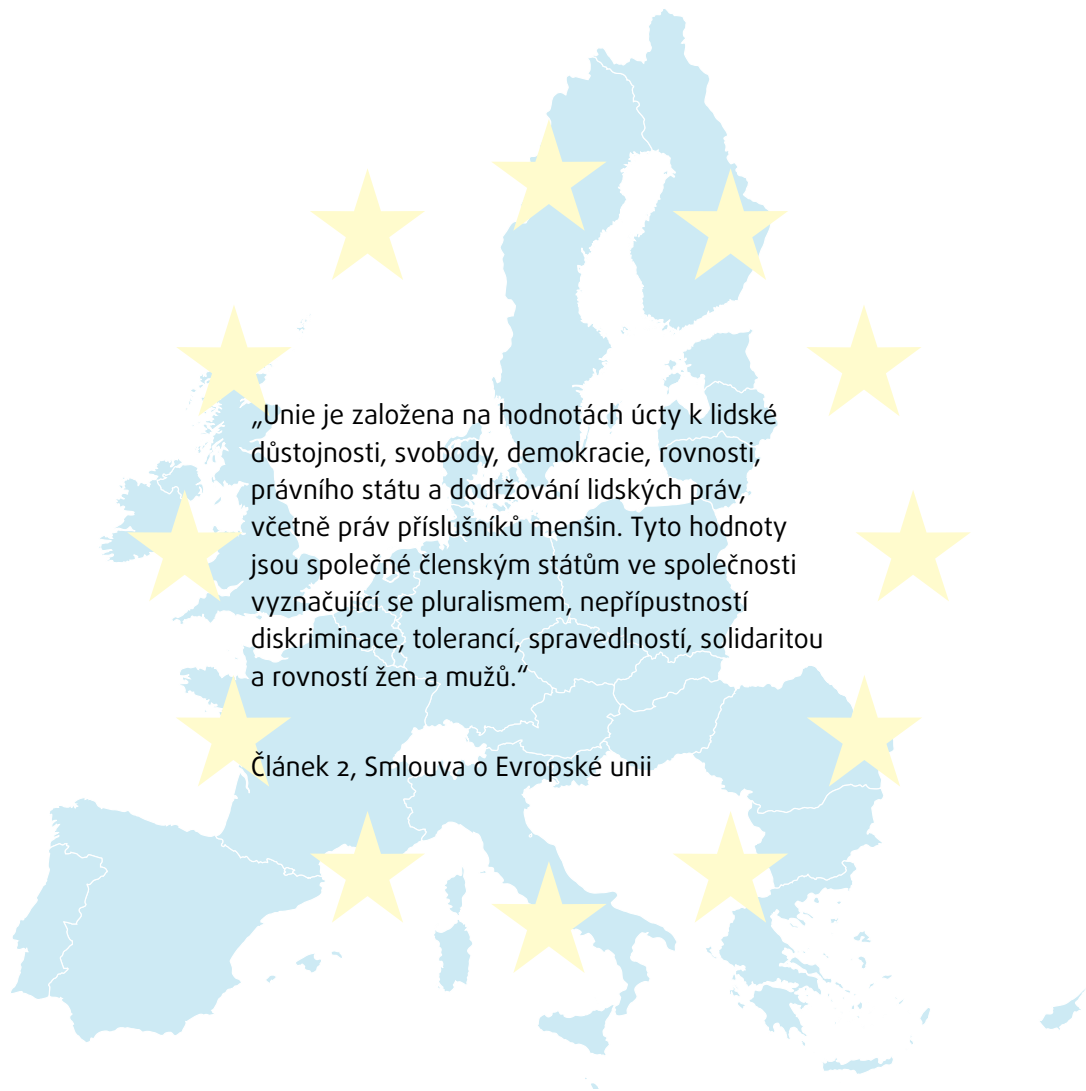 „Unie je založena na hodnotách úcty k lidské
důstojnosti, svobody, demokracie, rovnosti,
právního státu a dodržování lidských práv,
včetně práv příslušníků menšin. Tyto hodnoty
jsou společné členským státům ve společnosti
vyznačující se pluralismem, nepřípustností
diskriminace, tolerancí, spravedlností, solidaritou
a rovností žen a mužů.“
Článek 2, Smlouva o Evropské unii